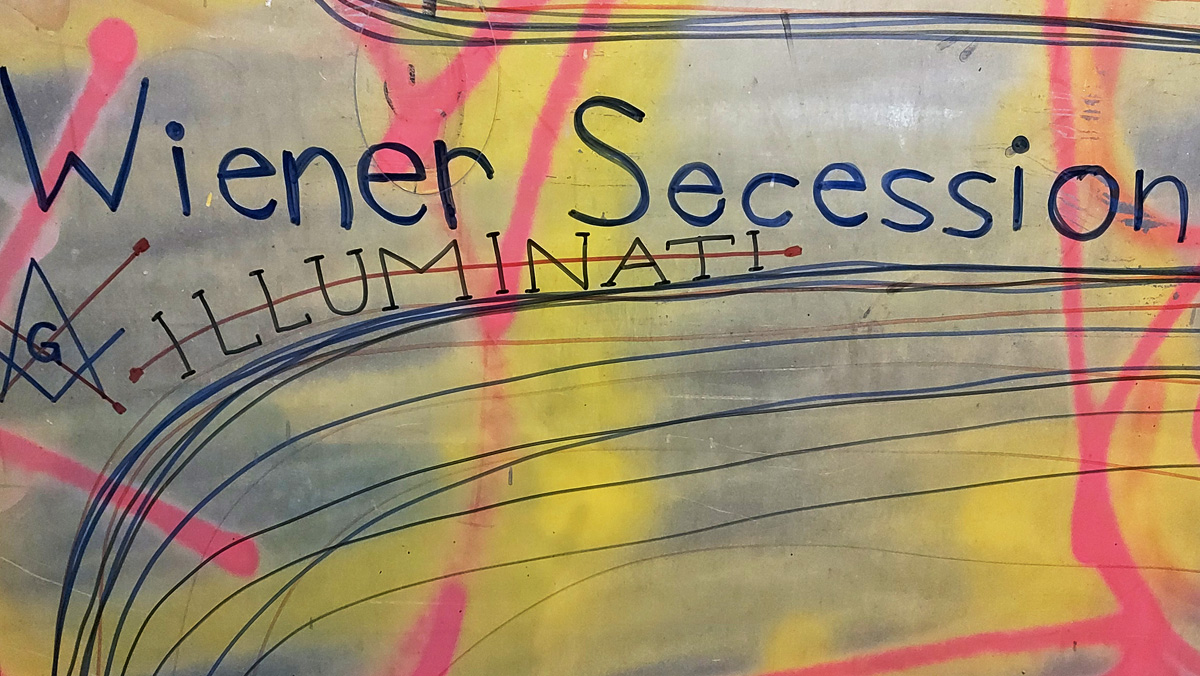 Wiener Secession
ILLUMINATI
G